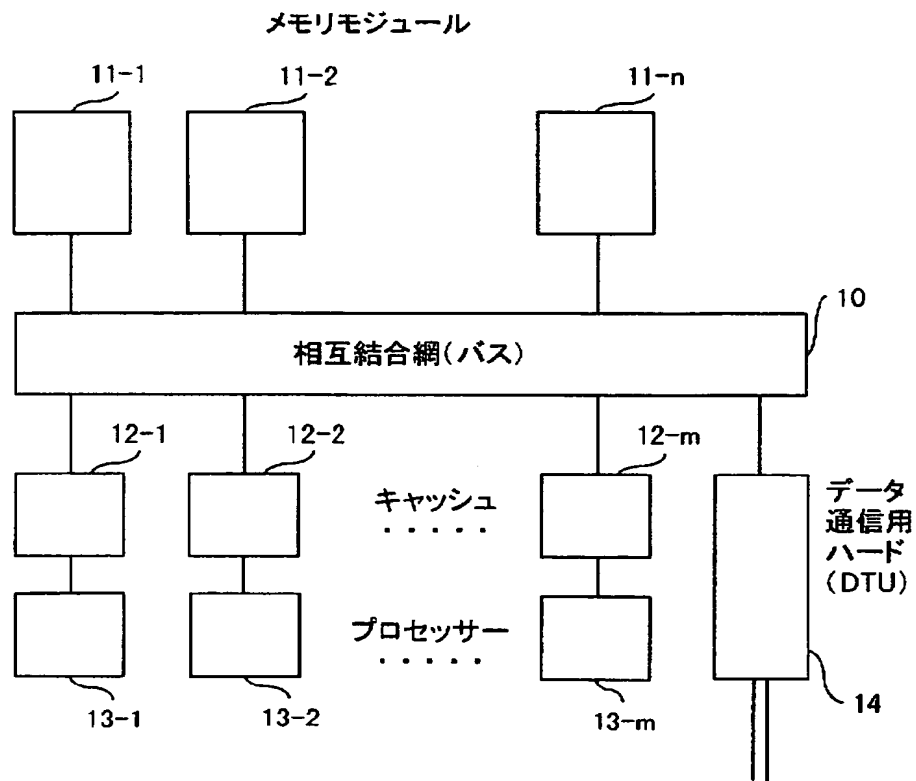 メモリモジュール
11-1
11-2
11-n
10
相互結合網(バス)
12-1
12-2
12-m
キャッシュ
・・・・・
データ
通信用
ハード
(DTU)
プロセッサー
・・・・・
13-1
13-2
13-m
14